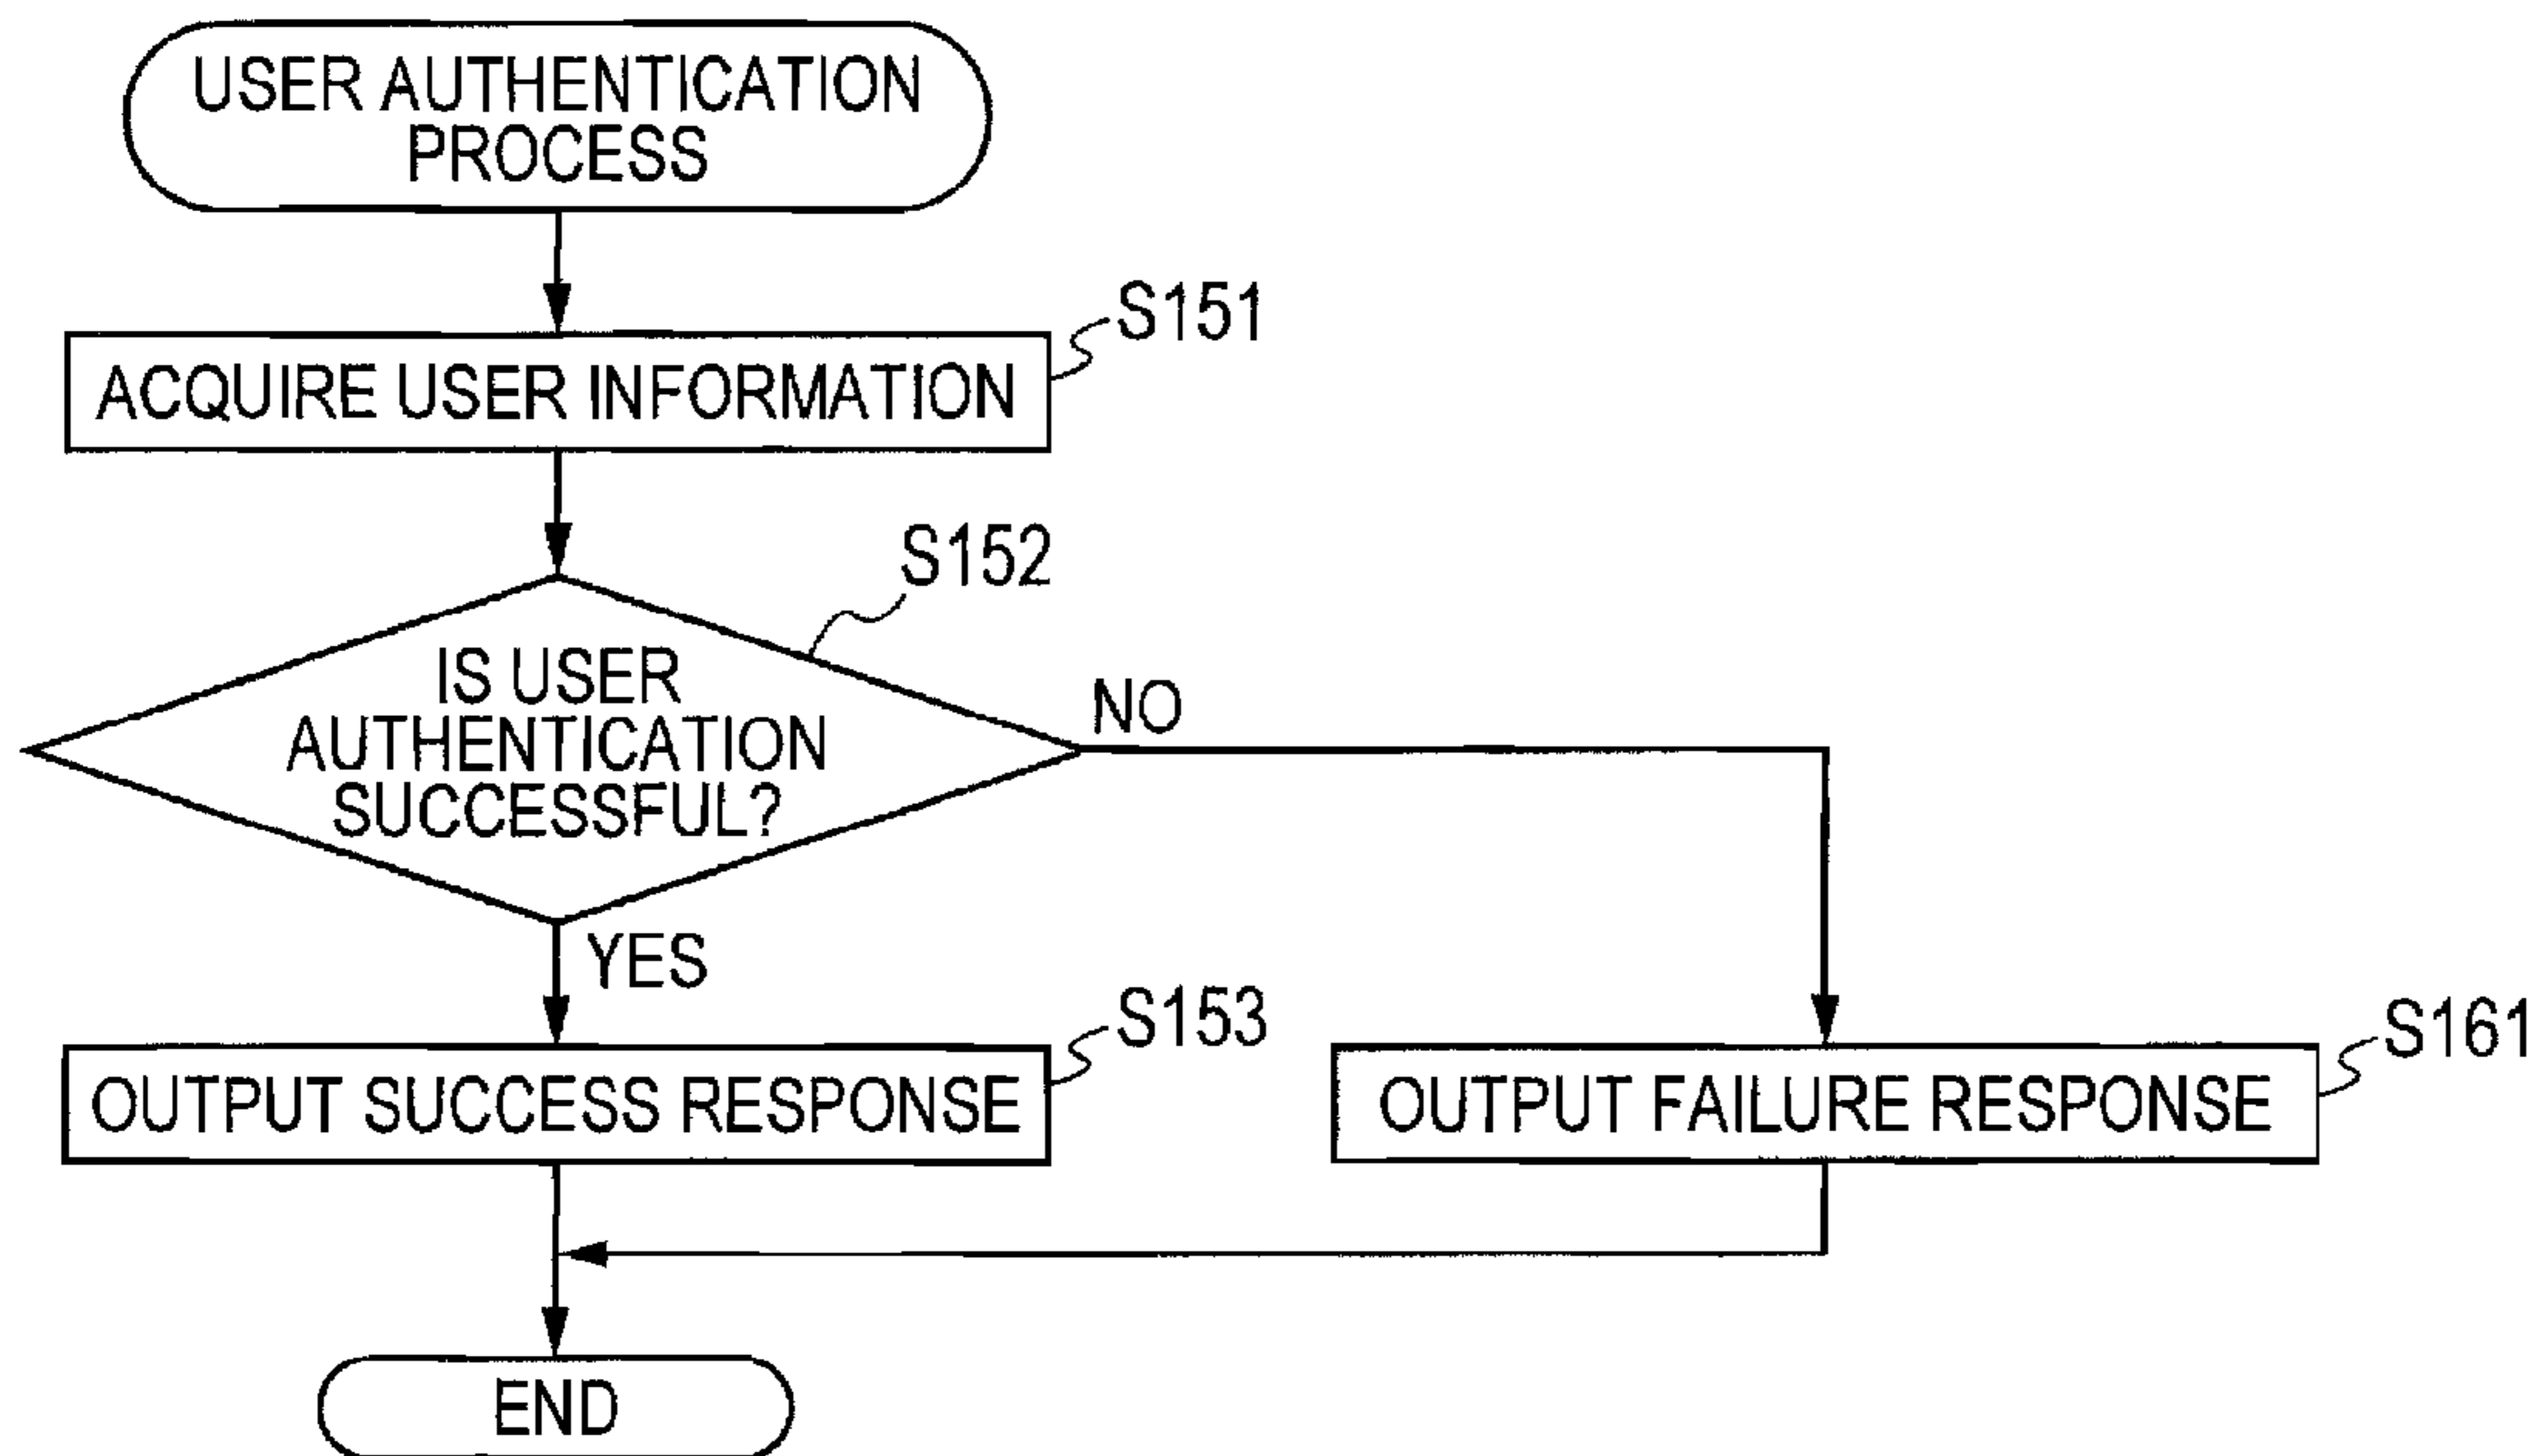 USER AUTHENTICATION
PROCESS
S151
ACQUIRE USER INFORMATION
S152
IS USER
AUTHENTICATION
SUCCESSFUL?
NO
YES
S153
OUTPUT SUCCESS RESPONSE
S161
OUTPUT FAILURE RESPONSE
END